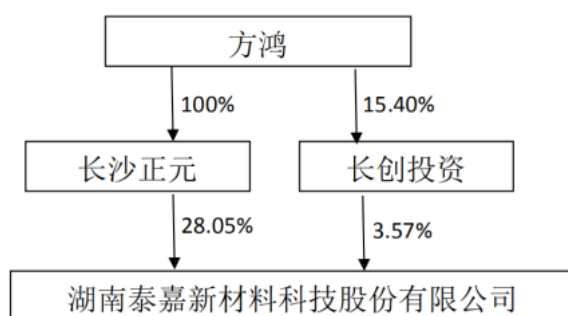 方鸿
100%
15.40%
长沙正元
长创投资
28.05%
3.57%
湖南泰嘉新材料科技股份有限公司